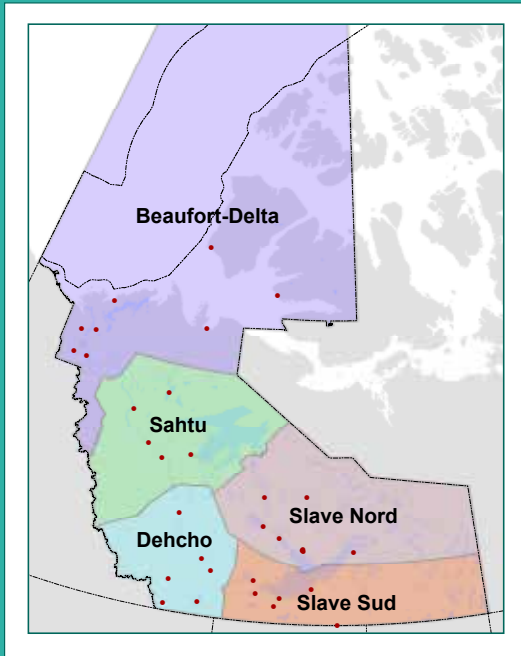 Beaufort-Delta
Sahtu
Slave Nord
Dehcho
Slave Sud